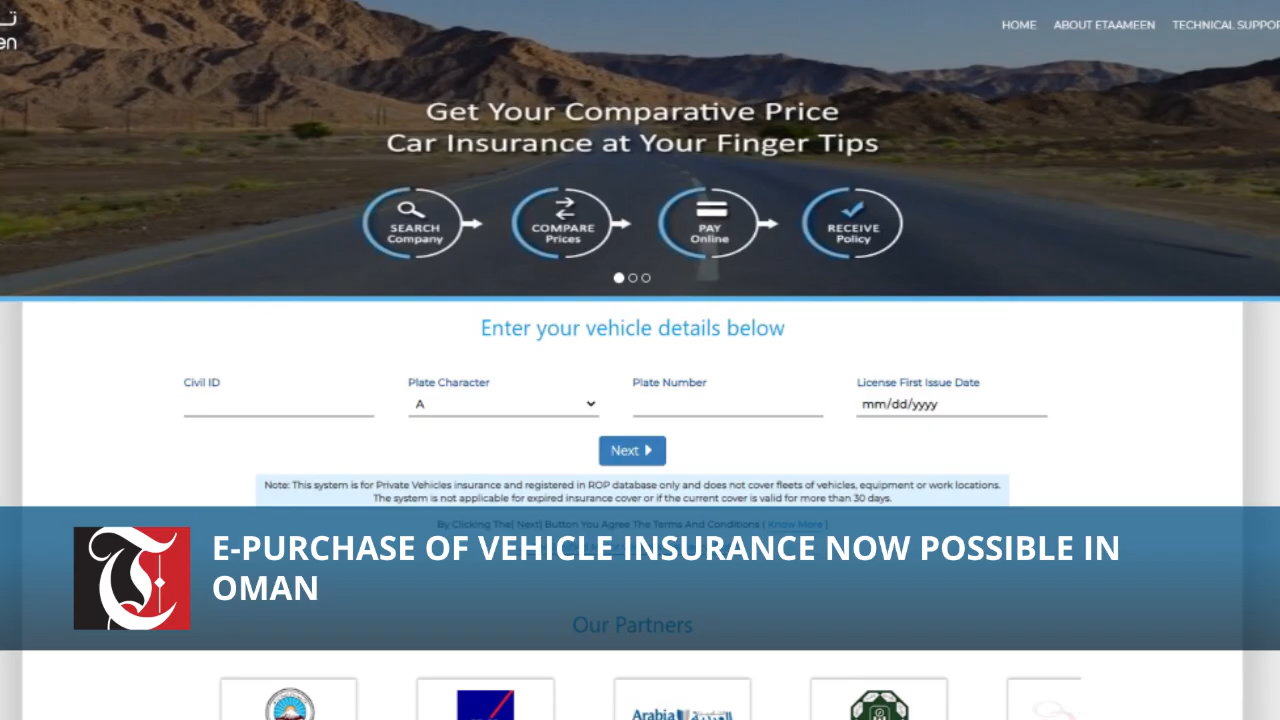 HOME ABOUT ETAAMEEN TECHNICAL
en
Get Your Comparative Price
Car Insurance at Your Finger Tips
SEARCH
Company
COMPARE
Prices
PAY
Online
RECEIVE
Policy
Enter your vehicle details below
Civil ID
Plate Character
A
Plate Number
License First Issue Date
mm/dd/yyyy
Next
Note: This system is for Private Vehicles insurance and registered in ROP database only and does not cover fleets of vehicles, equipment or work locations.
The system is not applicable for expired insurance cover or if the current cover is valid for more than 30 days.
By Clicking The[ Next] Button You Agree The Terms And Conditions [ Know More ]
E-PURCHASE OF VEHICLE INSURANCE NOW POSSIBLE IN
OMAN
T
Our Partners
Arabia